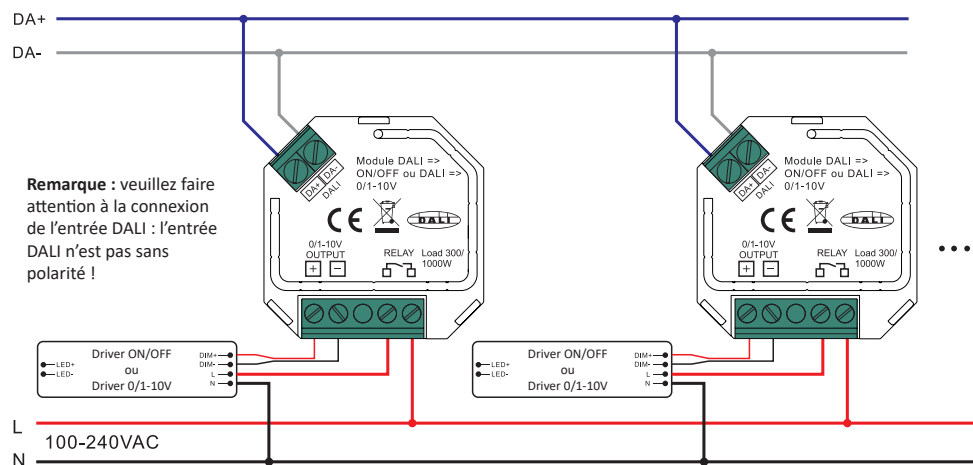 DA+
DA-
Remarque : veuillez faire
attention à la connexion
de l'entrée DALI : l'entrée
DALI n'est pas sans
polarité !
DA+
DA-
DALI
Module DALI =>
ON/OFF ou DALI =>
0/1-10V
CE
DALI
0/1-10V
OUTPUT
+ -
RELAY
Load 300/
1000W
DA+
DA-
DALI
Module DALI =>
ON/OFF ou DALI =>
0/1-10V
CE
DALI
0/1-10V
OUTPUT
+ -
RELAY
Load 300/
1000W
...
LED+
LED-
Driver ON/OFF
ou
Driver 0/1-10V
DIM+
DIM-
L
N
LED+
LED-
Driver ON/OFF
ou
Driver 0/1-10V
DIM+
DIM-
L
N
L
100-240VAC
N